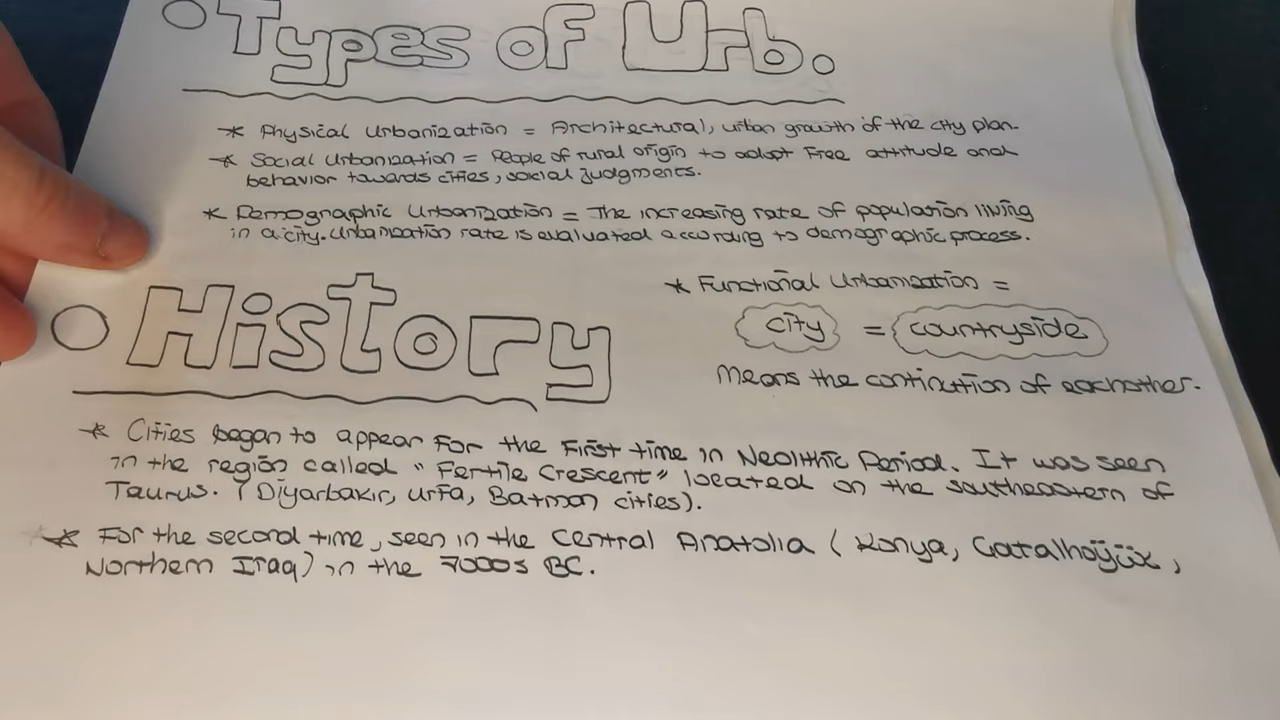 Types of Urb.
* Physical Urbanization = Architectural, urban growth of the city plan.
* Social Urbanization = People of rural origin to adopt Free attitude and
behavior towards cities, social judgments.
* Demographic Urbanization = The increasing rate of population living
in a city. Urbanization rate is evaluated according to demographic process.
* Functional Urbanization =
city = countryside
Means the contination of eachother.
History
* Cities began to appear for the first time in Neolithic Period. It was seen
in the region called "Fertile Crescent" located on the southeastern of
Taurus. (Diyarbakır, Urfa, Batman cities).
* For the second time, seen in the Central Anatolia (Konya, Çatalhöyük,
Northern Iraq) in the 7000s BC.